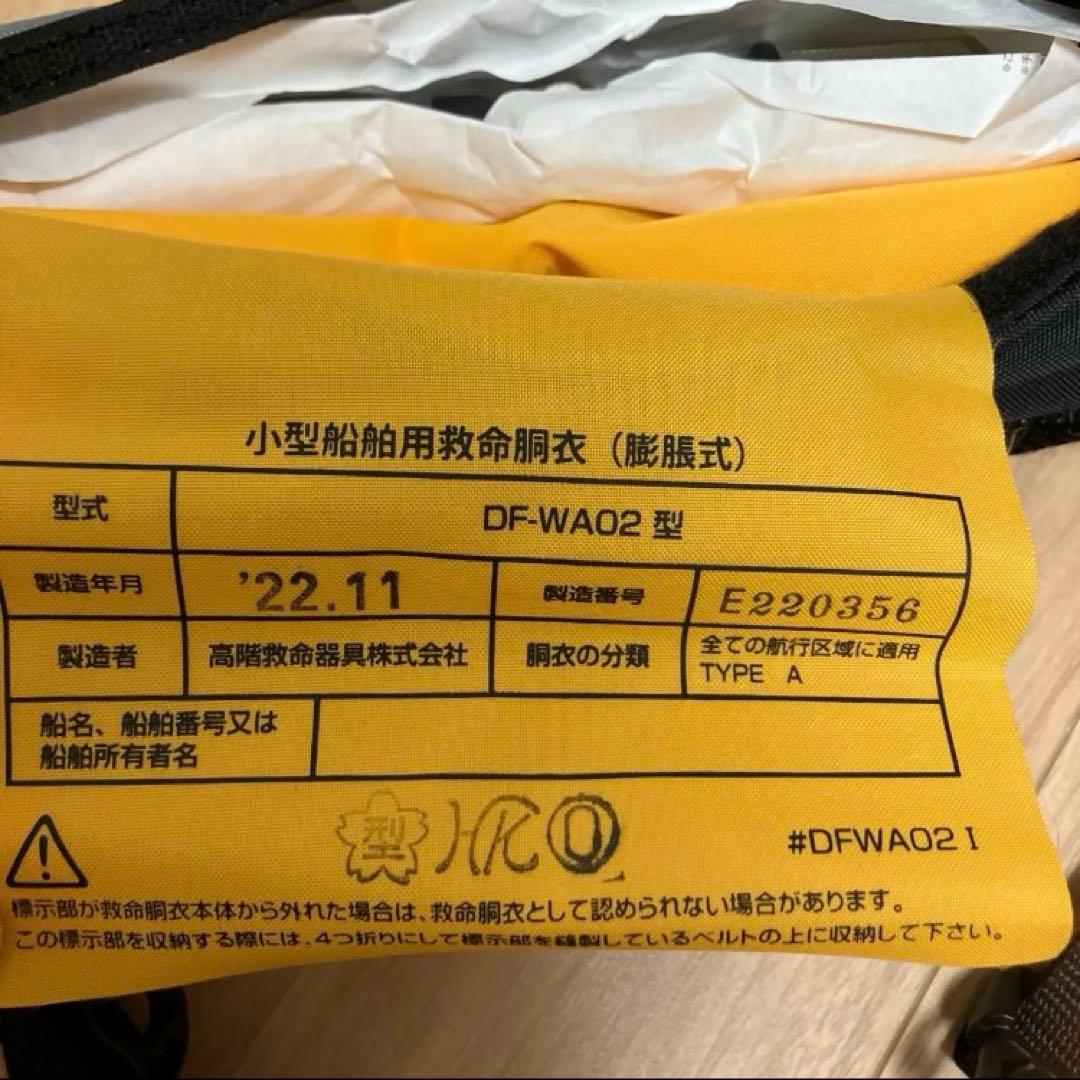 小型船舶用救命胴衣（膨脹式）
型式 DF-WA02 型
製造年月 '22.11 製造番号 E220356
製造者 高階救命器具株式会社 胴衣の分類 全ての航行区域に適用
TYPE A
船名、船舶番号又は
船舶所有者名
型 HK
#DFWA02 I
標示部が救命胴衣本体から外れた場合は、救命胴衣として認められない場合があります。
この標示部を収納する際には、4つ折りにして標示部を縫製しているベルトの上に収納して下さい。